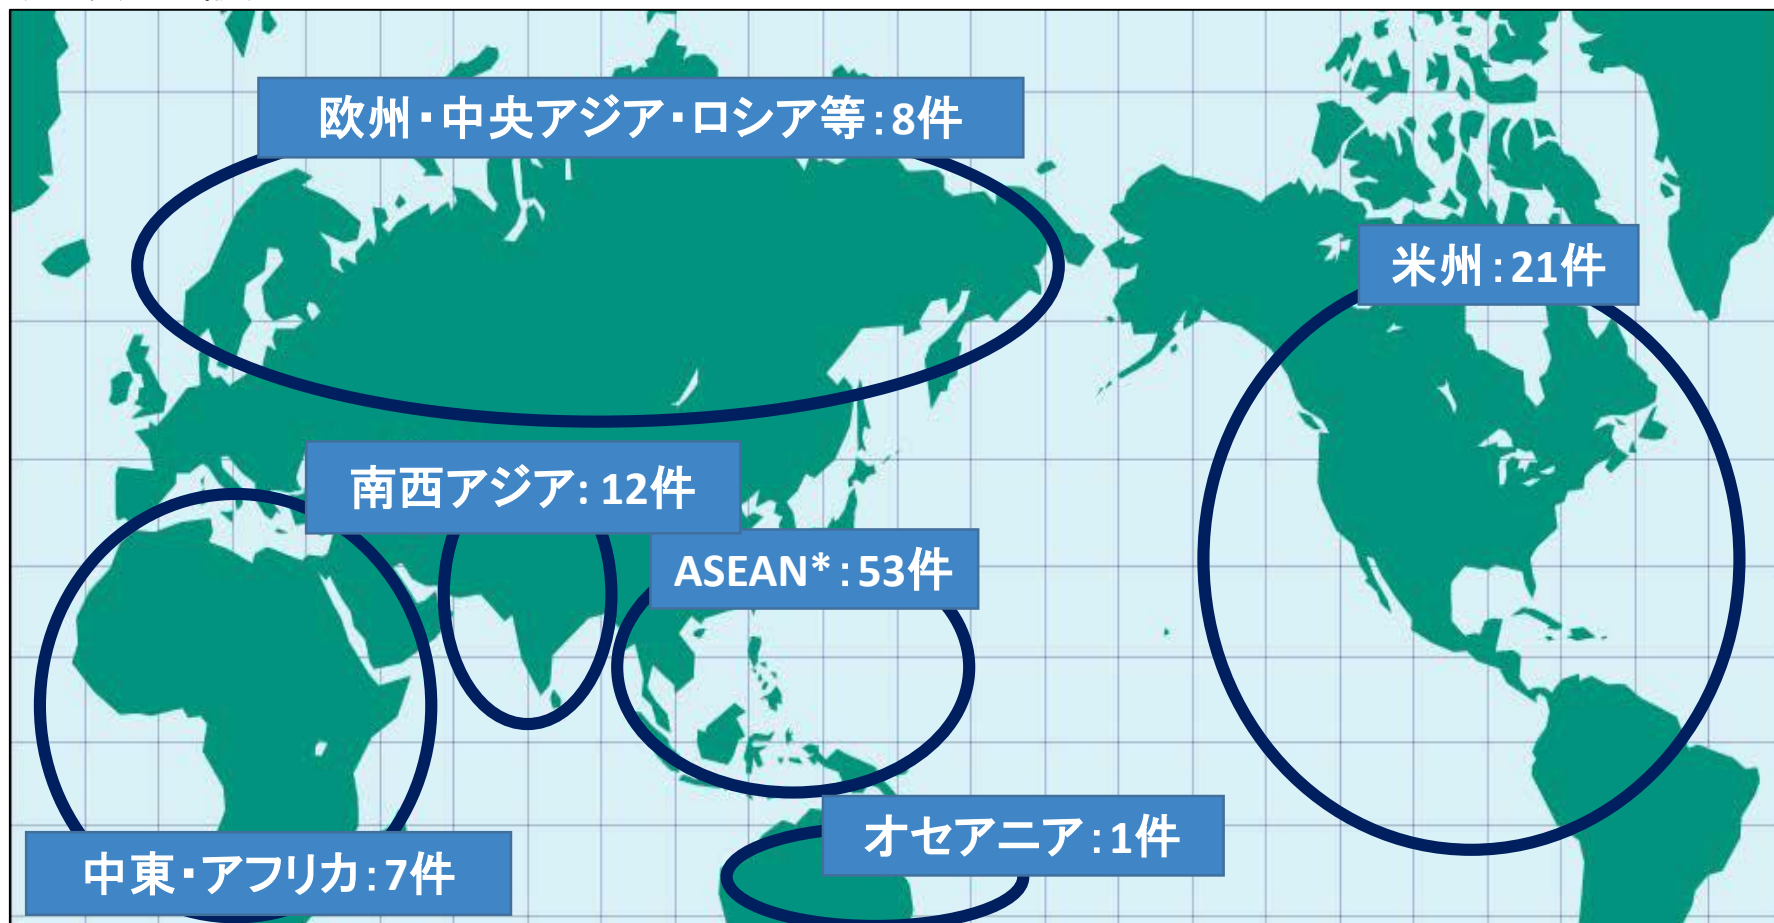 欧州・中央アジア・ロシア等：8件
米州：21件
南西アジア：12件
ASEAN*：53件
オセアニア：1件
中東・アフリカ：7件